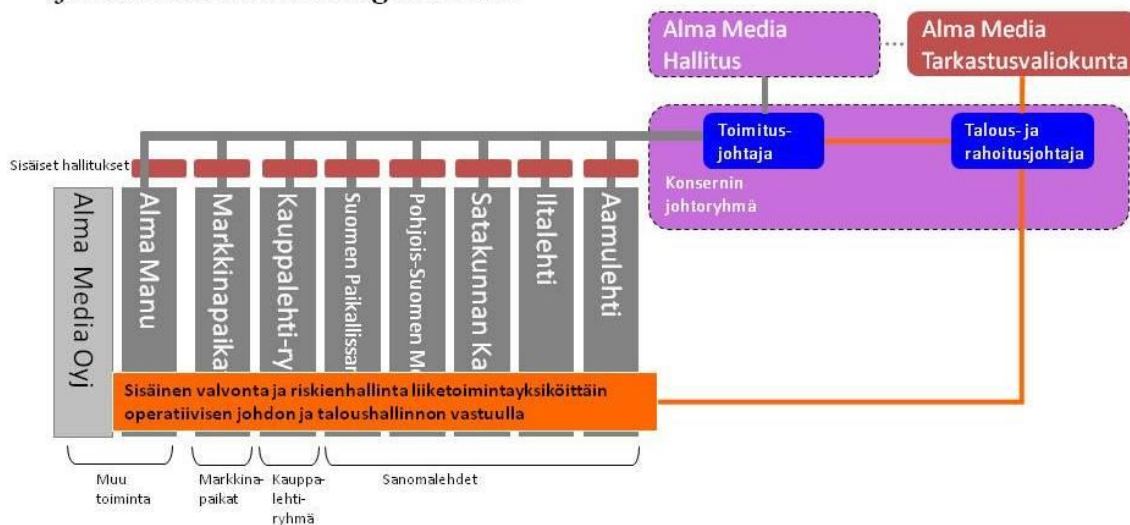 Alma Media
Hallitus
Alma Media
Tarkastusvaliokunta
Toimitus-
johtaja
Talous- ja
rahoitusjohtaja
Konsernin
johtoryhmä
Sisäiset hallitukset
Alma Media Oyj
Alma Manu
Markkinapaika
Kauppalehti-ry
Suomen Paikallissan
Pohjois-Suomen Me
Satakunnan Ka
Iltalehti
Aamulehti
Sisäinen valvonta ja riskienhallinta liiketoimintayksiköittäin
operatiivisen johdon ja taloushallinnon vastuulla
Muu
toiminta
Markkina-
paikat
Kauppa-
lehti-
ryhmä
Sanomalehdet